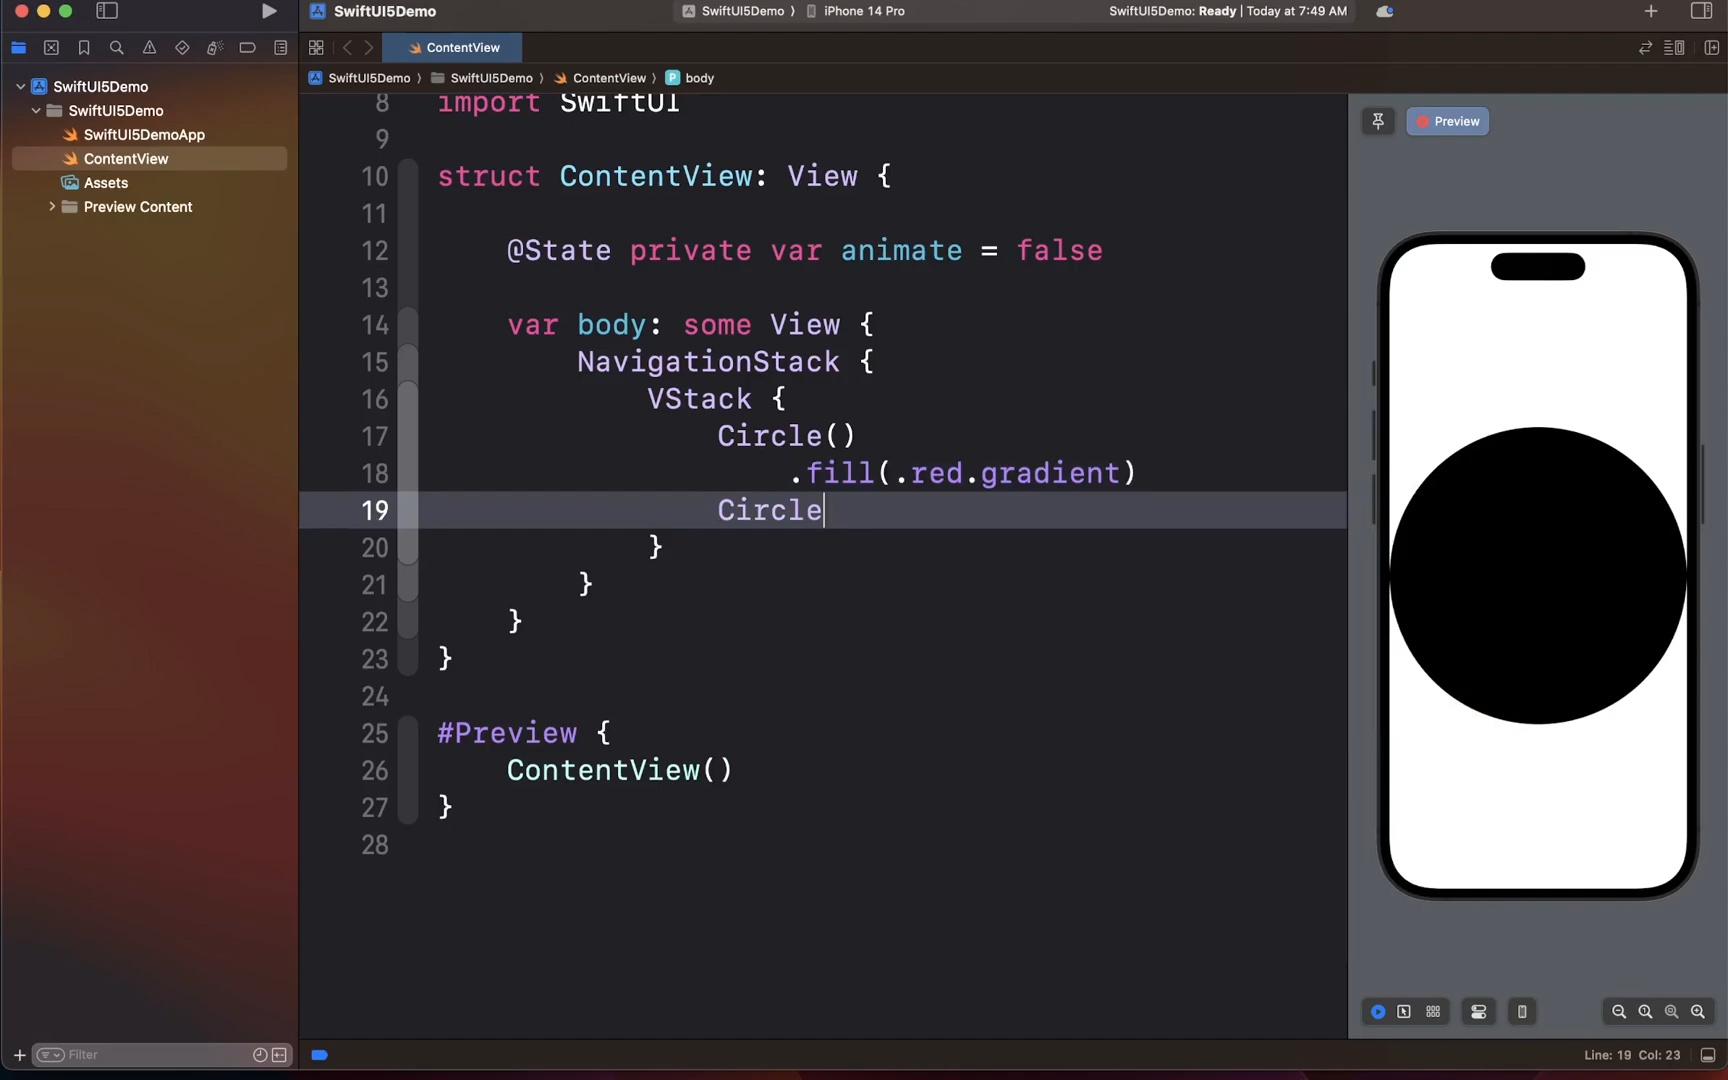 SwiftUI5Demo
SwiftUI5Demo 〉 iPhone 14 Pro
SwiftUI5Demo: Ready | Today at 7:49 AM
ContentView
SwiftUI5Demo 〉 SwiftUI5Demo 〉 ContentView 〉 P body
SwiftUI5Demo
SwiftUI5Demo
SwiftUI5DemoApp
ContentView
Assets
Preview Content
8 import SwiftUI
9
10 struct ContentView: View {
11
12 @State private var animate = false
13
14 var body: some View {
15 NavigationStack {
16 VStack {
17 Circle()
18 .fill(.red.gradient)
19 Circle
20 }
21 }
22 }
23 }
24
25 #Preview {
26 ContentView()
27 }
28
Preview
Filter
Line: 19 Col: 23